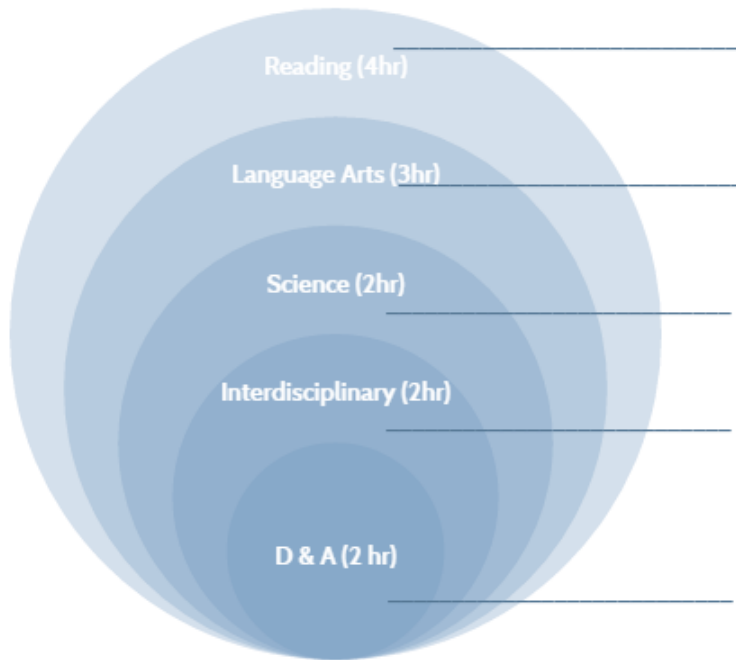 Reading (4hr)
Language Arts (3hr)
Science (2hr)
Interdisciplinary (2hr)
D & A (2 hr)